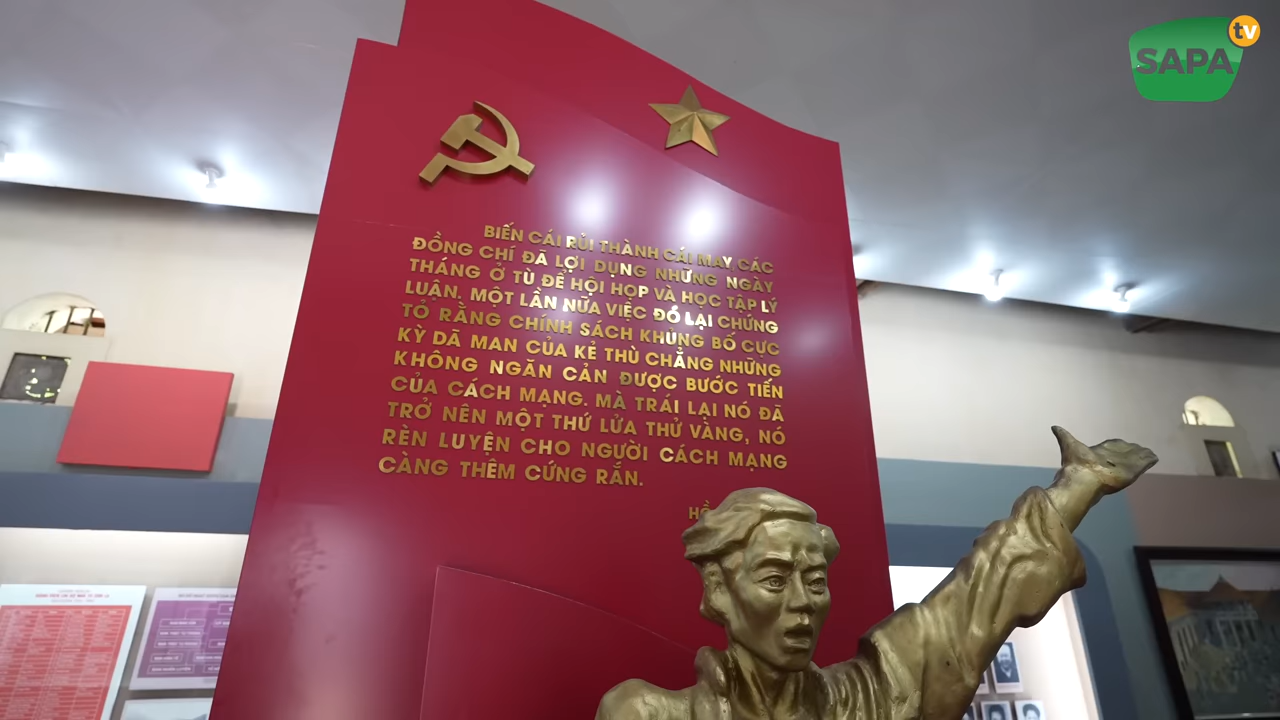 SAPA tv
BIẾN CÁI RỦI THÀNH CÁI MAY, CÁC
ĐỒNG CHÍ ĐÃ LỢI DỤNG NHỮNG NGÀY
THÁNG Ở TÙ ĐỂ HỘI HỌP VÀ HỌC TẬP LÝ
LUẬN. MỘT LẦN NỮA VIỆC ĐÓ LẠI CHỨNG
TỎ RẰNG CHÍNH SÁCH KHỦNG BỐ CỰC
KỲ DÃ MAN CỦA KẺ THÙ CHẲNG NHỮNG
KHÔNG NGĂN CẢN ĐƯỢC BƯỚC TIẾN
CỦA CÁCH MẠNG. MÀ TRÁI LẠI NÓ ĐÃ
TRỞ NÊN MỘT THỨ LỬA THỬ VÀNG, NÓ
RÈN LUYỆN CHO NGƯỜI CÁCH MẠNG
CÀNG THÊM CỨNG RẮN.
HỒ